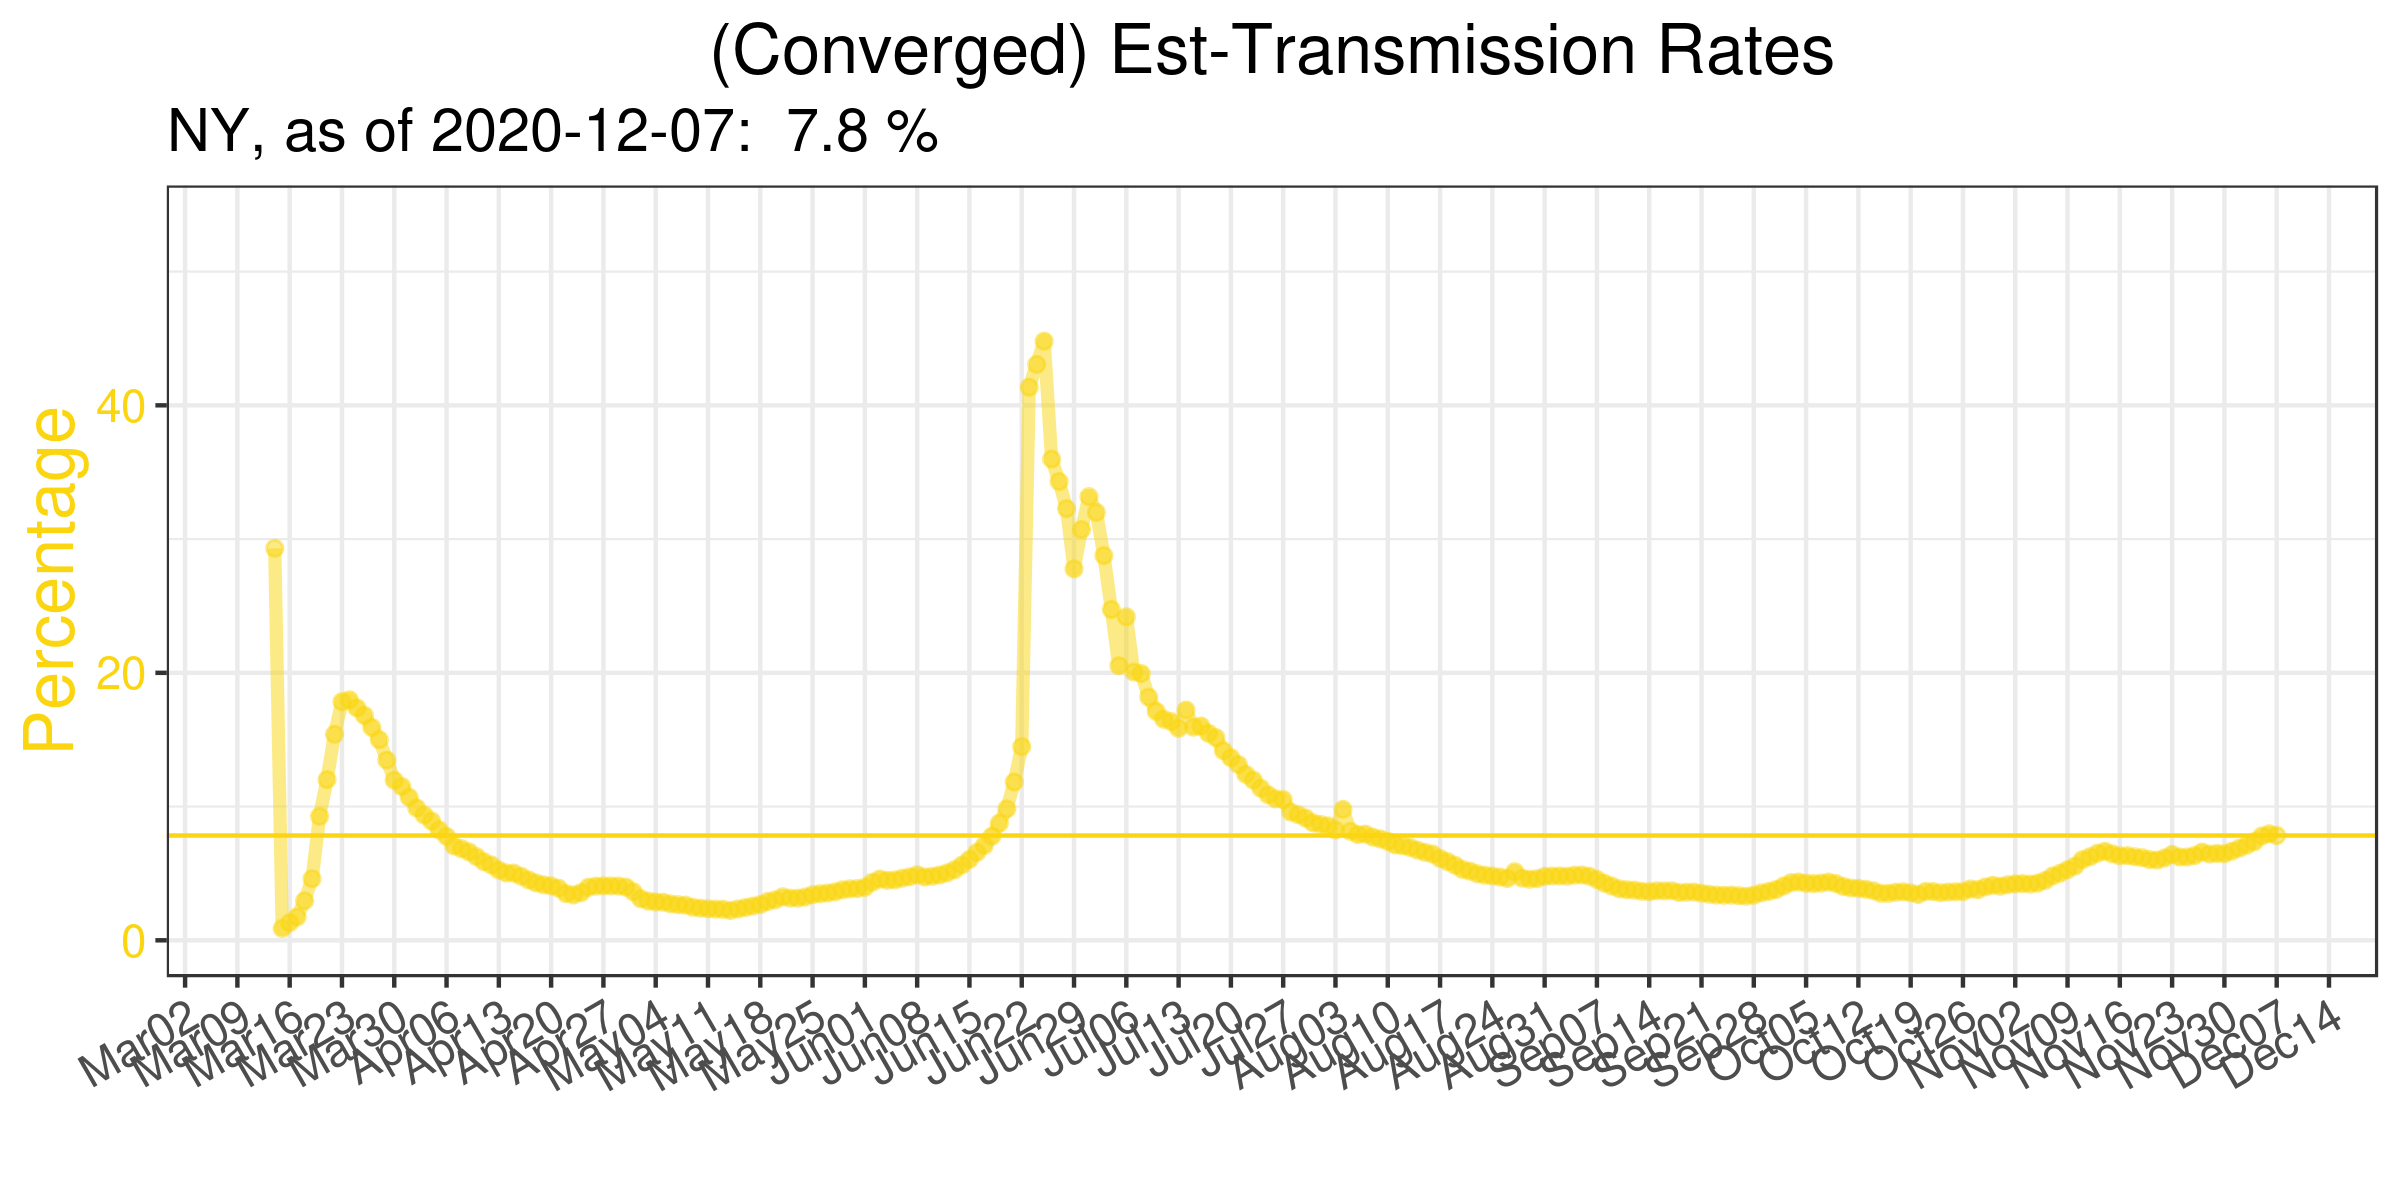 (Converged) Est-Transmission Rates
NY, as of 2020-12-07:  7.8 %
Percentage
40
20
0
Mar02
Mar09
Mar16
Mar23
Mar30
Apr06
Apr13
Apr20
Apr27
May04
May11
May18
May25
Jun01
Jun08
Jun15
Jun22
Jun29
Jul06
Jul13
Jul20
Jul27
Aug03
Aug10
Aug17
Aug24
Aug31
Sep07
Sep14
Sep21
Sep28
Oct05
Oct12
Oct19
Oct26
Nov02
Nov09
Nov16
Nov23
Nov30
Dec07
Dec14